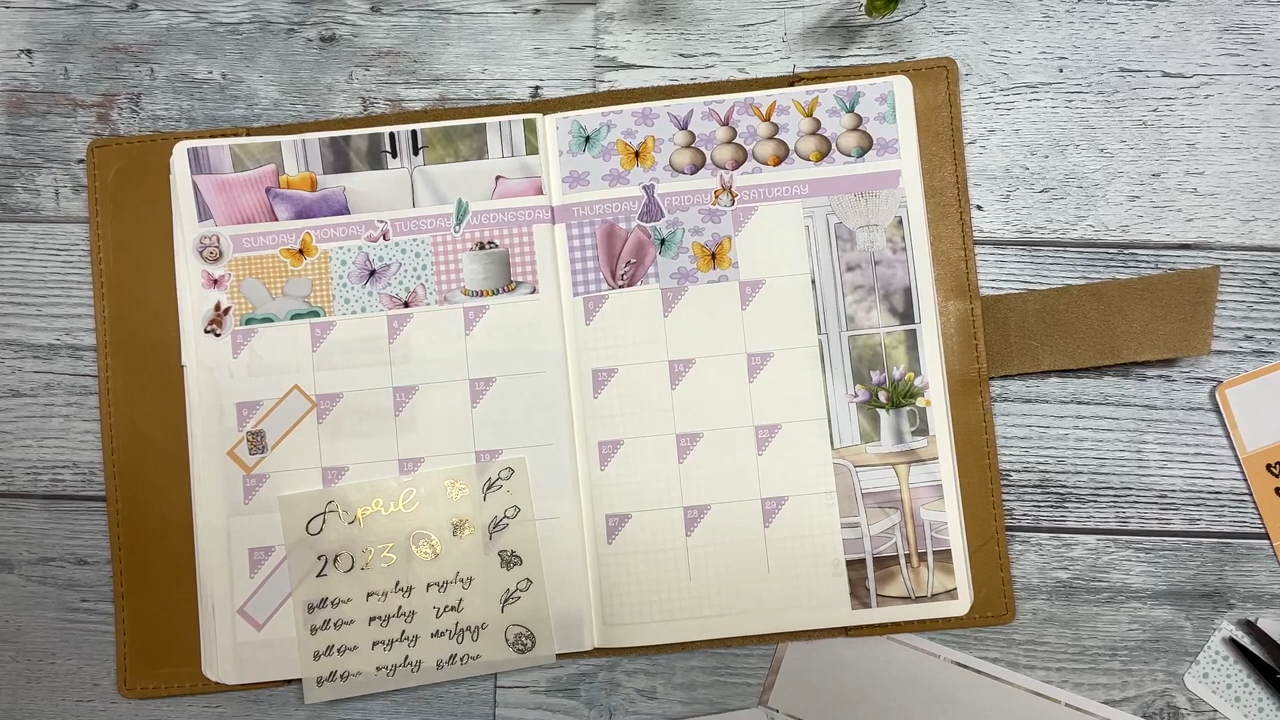 SUNDAY MONDAY TUESDAY WEDNESDAY THURSDAY FRIDAY SATURDAY
1
2 3 4 5 6 7 8
9 10 11 12 13 14 15
16 17 18 19 20 21 22
23 27 28 29
April
2023
Bill Due payday payday
Bill Due payday rent
Bill Due payday mortgage
Bill Due payday Bill Due